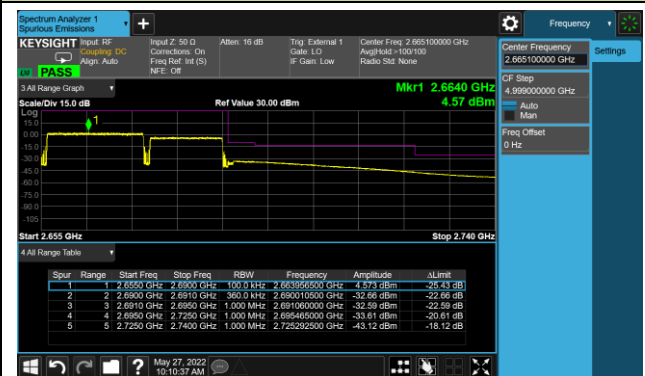 Spectrum Analyzer 1
Spurious Emissions
Frequency
KEYSIGHT
Input: RF
Coupling: DC
Align: Auto
Input Z: 50 Ω
Corrections: On
Freq Ref: Int (S)
NFE: Off
Atten: 16 dB
Trig: External 1
Gate: LO
IF Gain: Low
Center Freq: 2.665100000 GHz
Avg|Hold:>100/100
Radio Std: None
PASS
Center Frequency
2.665100000 GHz
Settings
CF Step
4.999000000 GHz
Auto
Man
Freq Offset
0 Hz
3 All Range Graph
Mkr1 2.6640 GHz
Scale/Div 15.0 dB
Ref Value 30.00 dBm
4.57 dBm
Log
15.0
0.00
-15.0
-30.0
-45.0
-60.0
-75.0
-90.0
-105
1
Start 2.655 GHz
Stop 2.740 GHz
4 All Range Table
Spur Range Start Freq Stop Freq RBW Frequency Amplitude ΔLimit
1 1 2.6550 GHz 2.6900 GHz 100.0 kHz 2.663956500 GHz 4.573 dBm -25.43 dB
2 2 2.6900 GHz 2.6910 GHz 360.0 kHz 2.690010500 GHz -32.66 dBm -22.66 dB
3 3 2.6910 GHz 2.6950 GHz 1.000 MHz 2.691060000 GHz -32.59 dBm -22.59 dB
4 4 2.6950 GHz 2.7250 GHz 1.000 MHz 2.695465000 GHz -33.61 dBm -20.61 dB
5 5 2.7250 GHz 2.7400 GHz 1.000 MHz 2.725292500 GHz -43.12 dBm -18.12 dB
May 27, 2022
10:10:37 AM